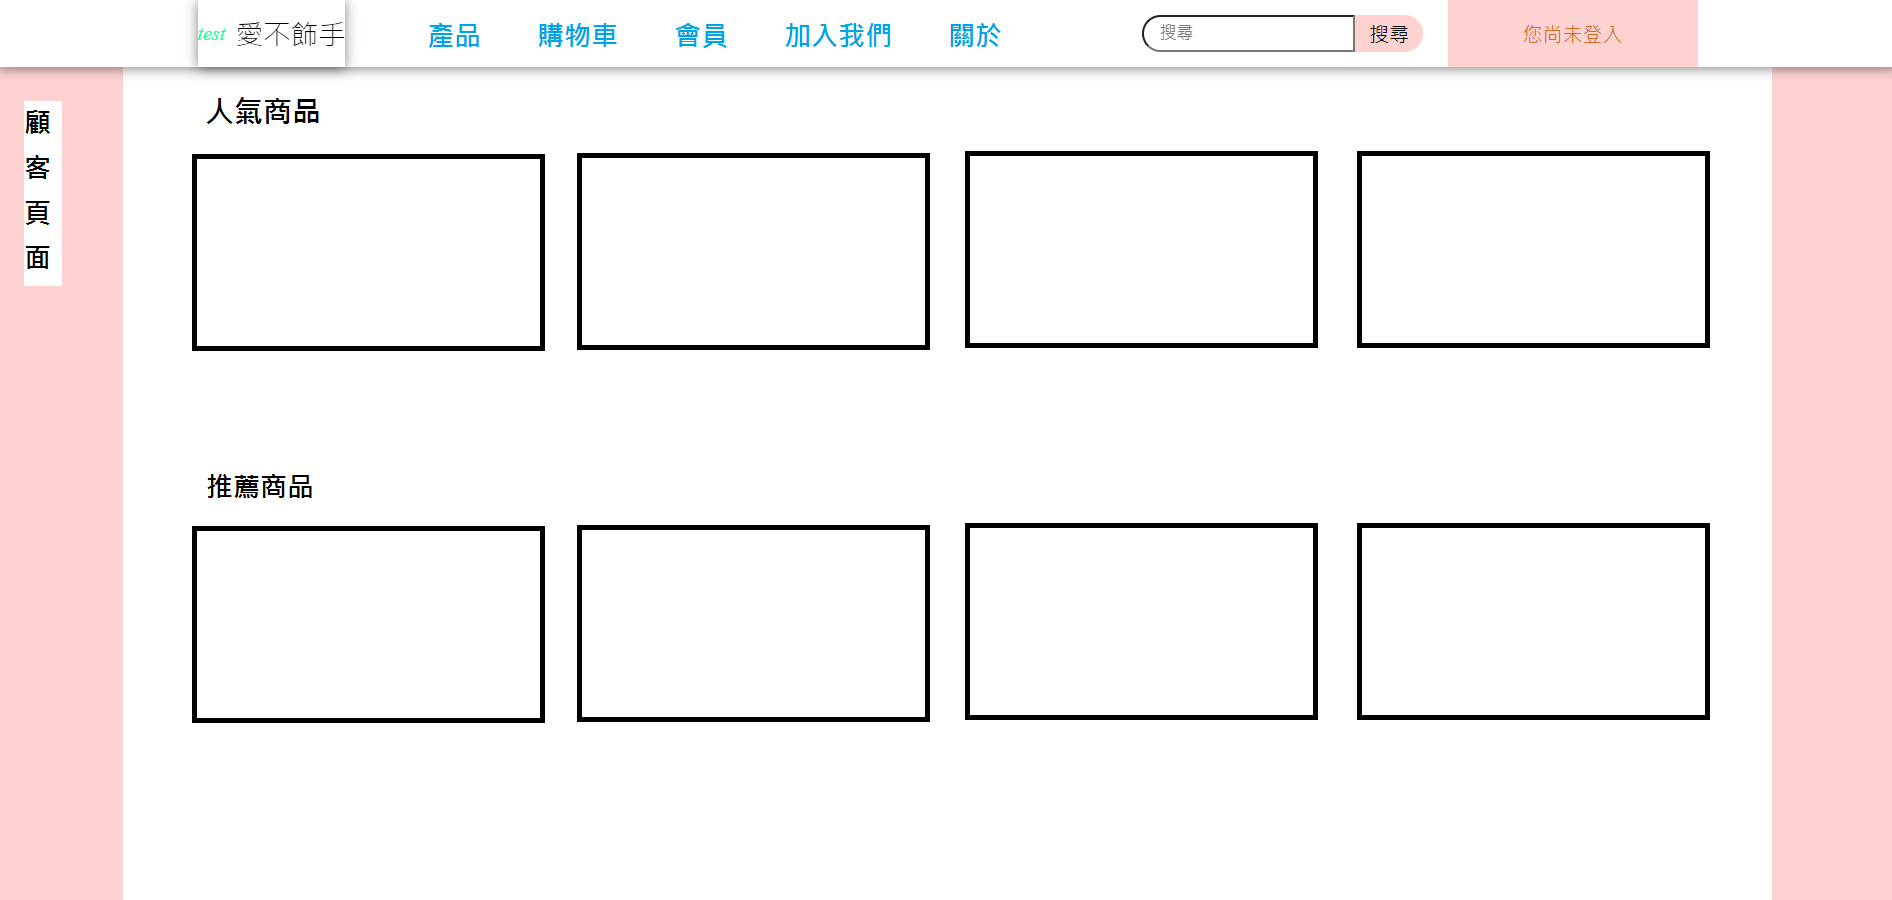 test 愛不飾手 產品 購物車 會員 加入我們 關於 搜尋 搜尋 您尚未登入
顧
客
頁
面
人氣商品
推薦商品